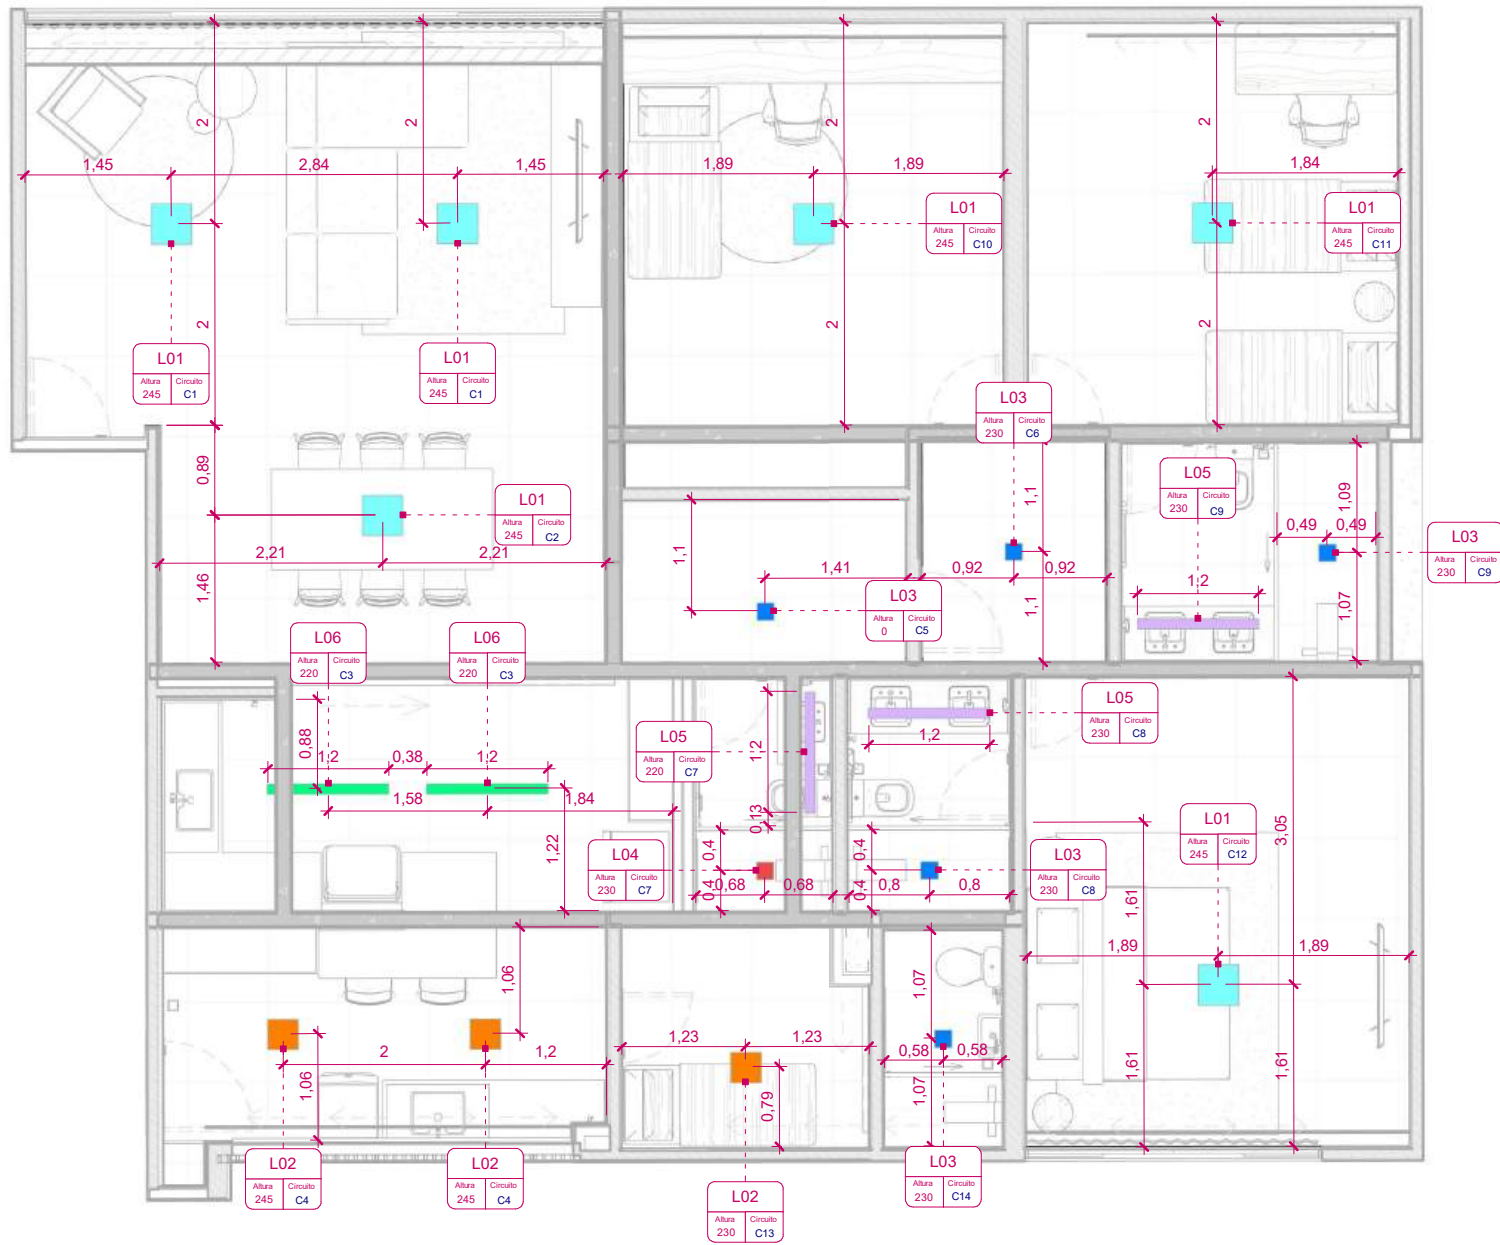 2
2
2
2
1,45
2,84
1,45
1,89
1,89
1,84
L01
Altura Circuito
245 C10
L01
Altura Circuito
245 C11
2
2
2
L01
Altura Circuito
245 C1
L01
Altura Circuito
245 C1
L03
Altura Circuito
230 C6
0,89
L01
Altura Circuito
245 C2
1,1
L05
Altura Circuito
230 C9
1,09
0,49
0,49
L03
Altura Circuito
230 C9
2,21
2,21
1,46
1,1
1,41
0,92
0,92
1,2
L03
Altura Circuito
0 C5
1,1
1,07
L06
Altura Circuito
220 C3
L06
Altura Circuito
220 C3
0,88
1,2
0,38
1,2
L05
Altura Circuito
220 C7
1,2
1,2
L05
Altura Circuito
230 C8
1,58
1,84
0,13
3,05
L01
Altura Circuito
245 C12
1,22
L04
Altura Circuito
230 C7
0,4
0,4
L03
Altura Circuito
230 C8
0,4
0,68
0,68
0,4
0,8
0,8
1,61
1,89
1,89
1,06
1,07
1,23
1,23
0,58
0,58
2
1,2
1,06
0,79
1,07
1,61
1,61
L02
Altura Circuito
245 C4
L02
Altura Circuito
245 C4
L03
Altura Circuito
230 C14
L02
Altura Circuito
230 C13